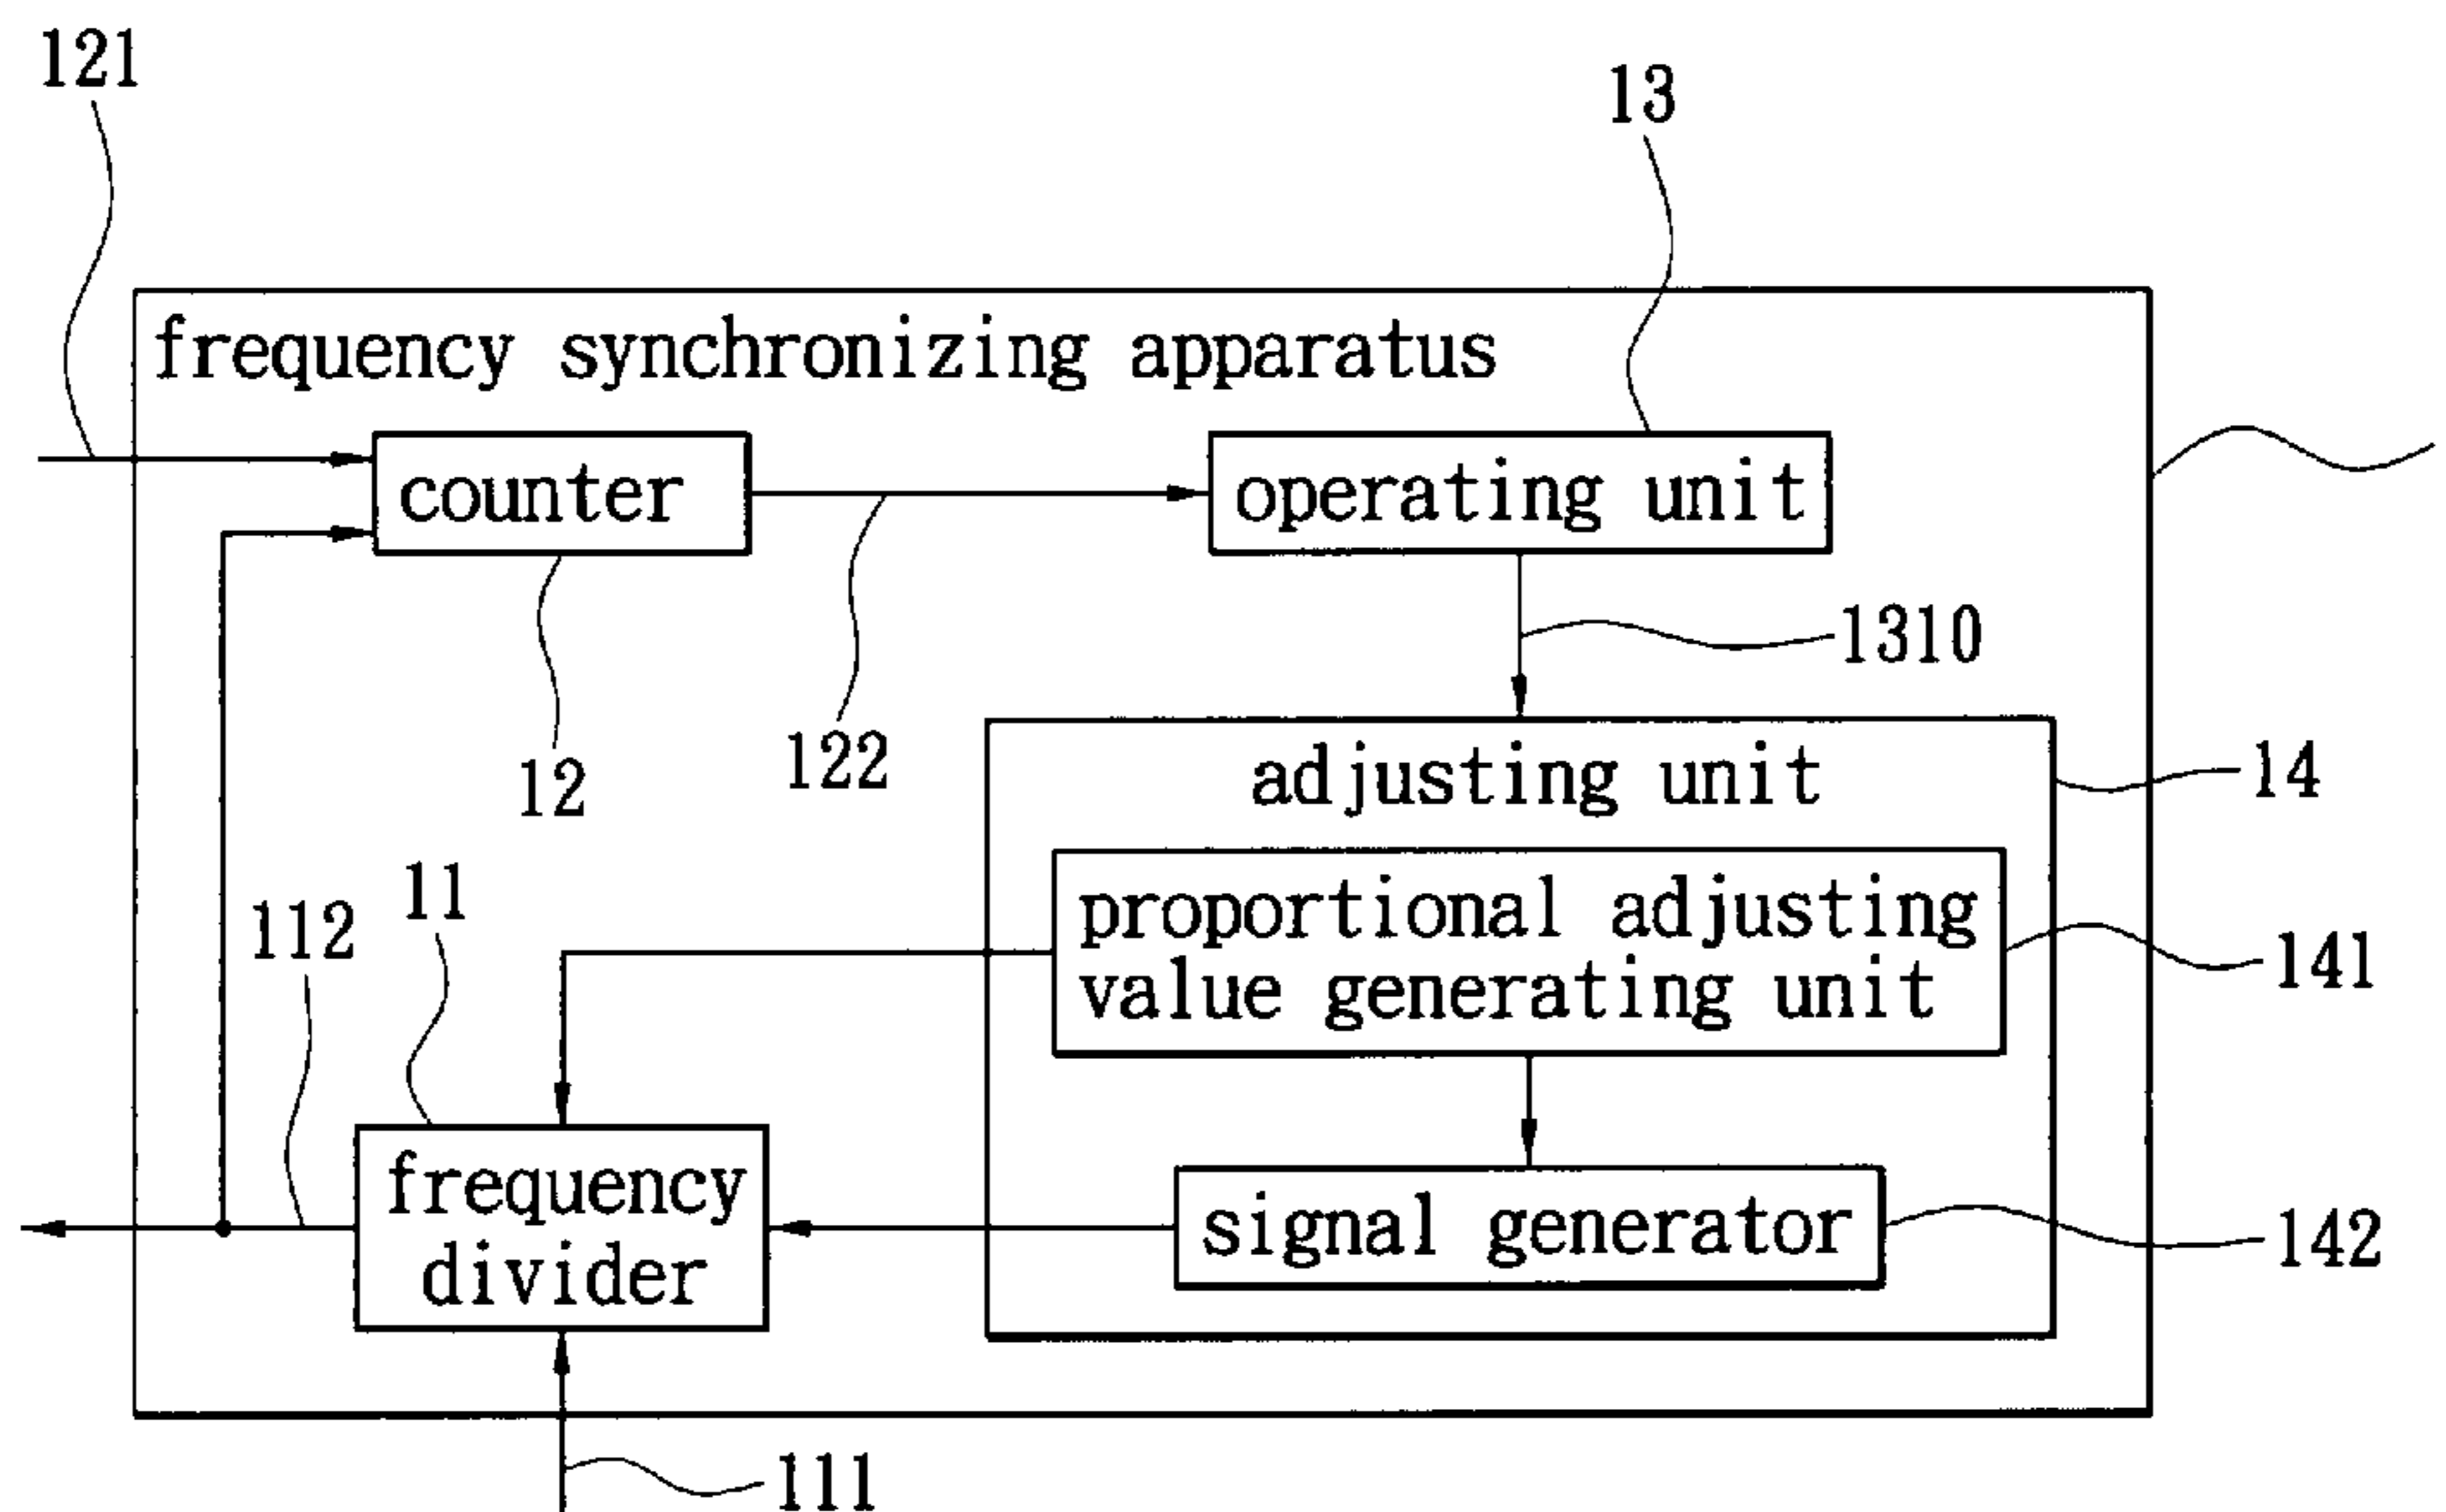 121
13
frequency synchronizing apparatus
counter
operating unit
1310
12
122
adjusting unit
14
11
112
proportional adjusting
value generating unit
141
frequency
divider
signal generator
142
111